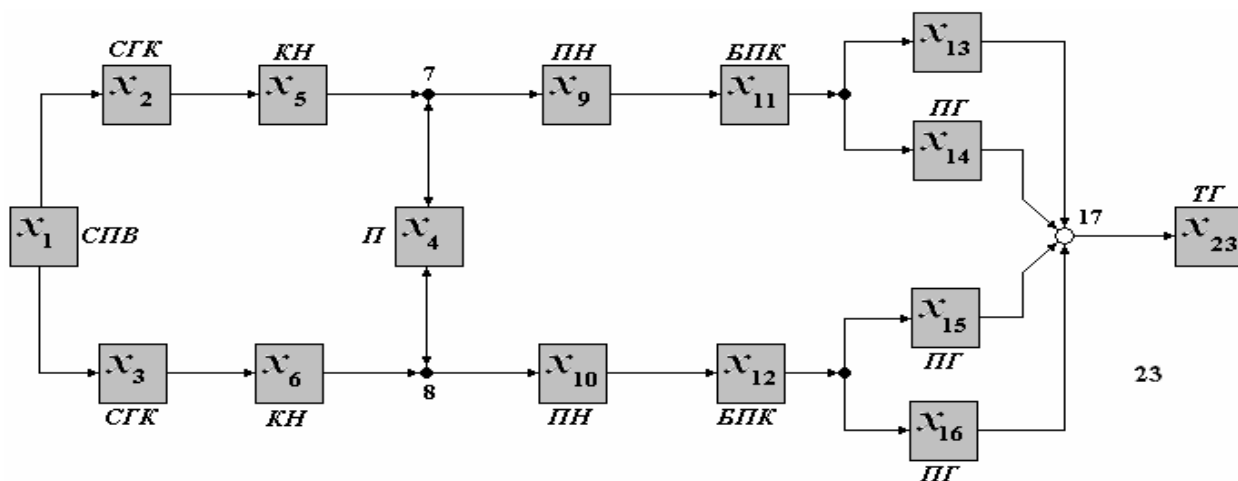 СГК
КН
7
ПН
БПК
x2
x5
x9
x11
x13
ПГ
x14
x1
СПВ
П
x4
17
ТГ
x23
x15
ПГ
x3
x6
8
x10
x12
23
СГК
КН
ПН
БПК
x16
ПГ